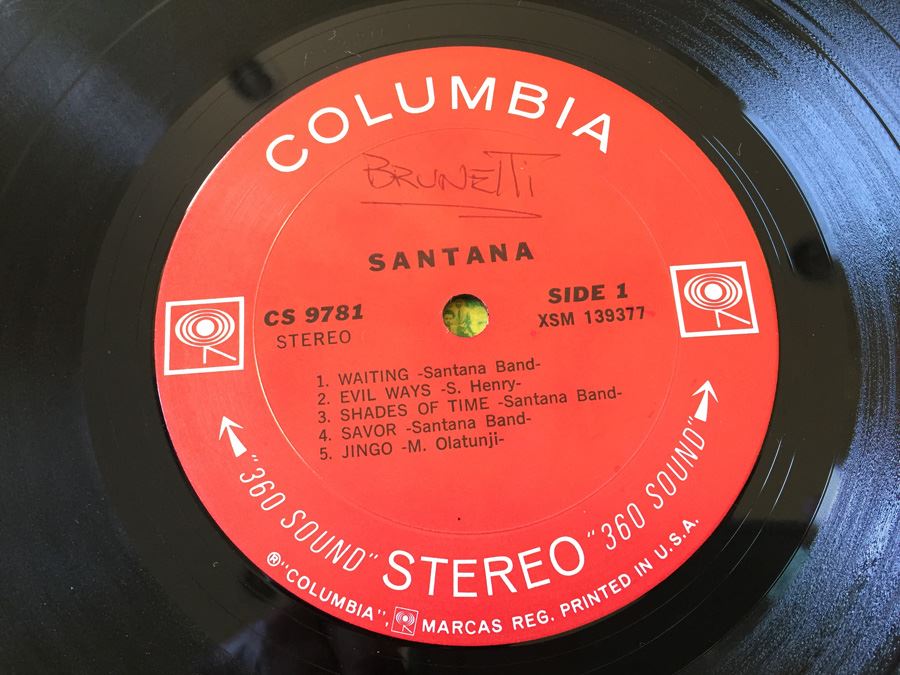 COLUMBIA
BRUNETTI
SANTANA
CS 9781
STEREO
SIDE 1
XSM 139377
1. WAITING -Santana Band-
2. EVIL WAYS -S. Henry-
3. SHADES OF TIME -Santana Band-
4. SAVOR -Santana Band-
5. JINGO -M. Olatunji-
"360 SOUND" STEREO "360 SOUND"
® "COLUMBIA", MARCAS REG. PRINTED IN U.S.A.